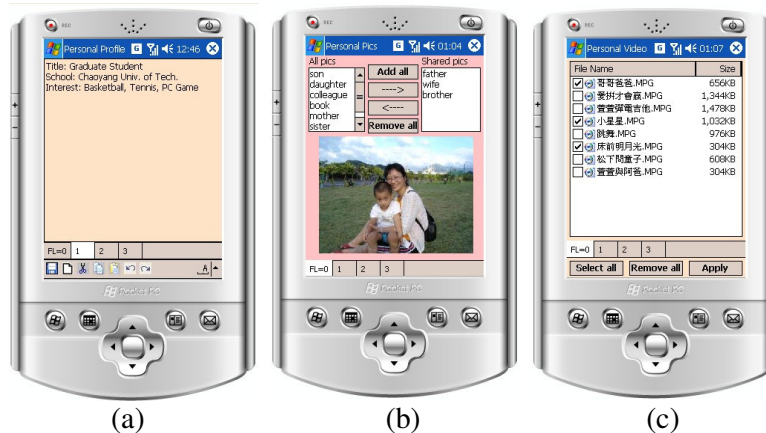 REC
Personal Profile G 12:46
Title: Graduate Student
School: Chaoyang Univ. of Tech.
Interest: Basketball, Tennis, PC Game
FL=0 1 2 3
A
Pocket PC
(a)
REC
Personal Pics G 01:04
All pics Shared pics
son
daughter
colleague
book
mother
sister
Add all
---->
<----
Remove all
father
wife
brother
FL=0 1 2 3
Pocket PC
(b)
REC
Personal Video G 01:07
File Name Size
哥哥爸爸.MPG 656KB
愛拼才會贏.MPG 1,344KB
萱萱彈電吉他.MPG 1,478KB
小星星.MPG 1,032KB
跳舞.MPG 976KB
床前明月光.MPG 304KB
松下問童子.MPG 608KB
萱萱與阿爸.MPG 304KB
FL=0 1 2 3
Select all Remove all Apply
Pocket PC
(c)